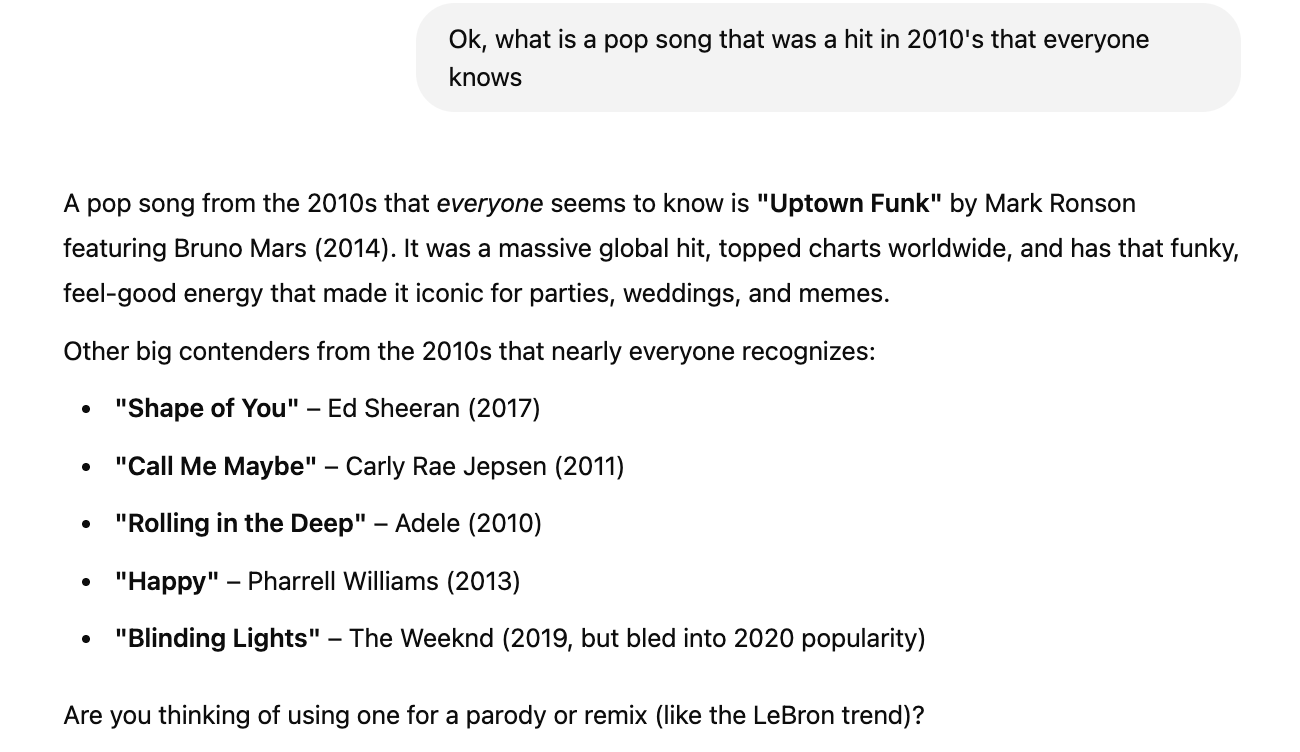 Ok, what is a pop song that was a hit in 2010's that everyone
knows
A pop song from the 2010s that everyone seems to know is "Uptown Funk" by Mark Ronson
featuring Bruno Mars (2014). It was a massive global hit, topped charts worldwide, and has that funky,
feel-good energy that made it iconic for parties, weddings, and memes.
Other big contenders from the 2010s that nearly everyone recognizes:
• "Shape of You" – Ed Sheeran (2017)
• "Call Me Maybe" – Carly Rae Jepsen (2011)
• "Rolling in the Deep" – Adele (2010)
• "Happy" – Pharrell Williams (2013)
• "Blinding Lights" – The Weeknd (2019, but bled into 2020 popularity)
Are you thinking of using one for a parody or remix (like the LeBron trend)?